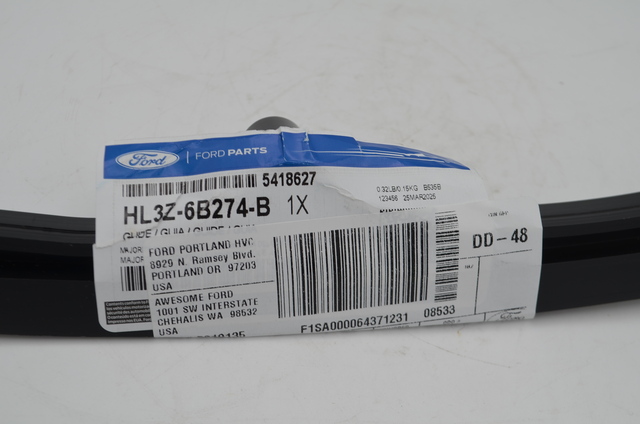 Ford FORD PARTS
5418627
HL3Z-6B274-B 1X
0.32LB/0.15KG B636B
123456 25MAR2025
GUIDE / GUIA / GUIDE /
MAJOR
MAJOR
FORD PORTLAND HVC
8929 N. Ramsey Blvd.
PORTLAND OR 97203
USA
DD-48
AWESOME FORD
1001 SW INTERSTATE
CHEHALIS WA 98532
USA
F1SA000064371231 08533